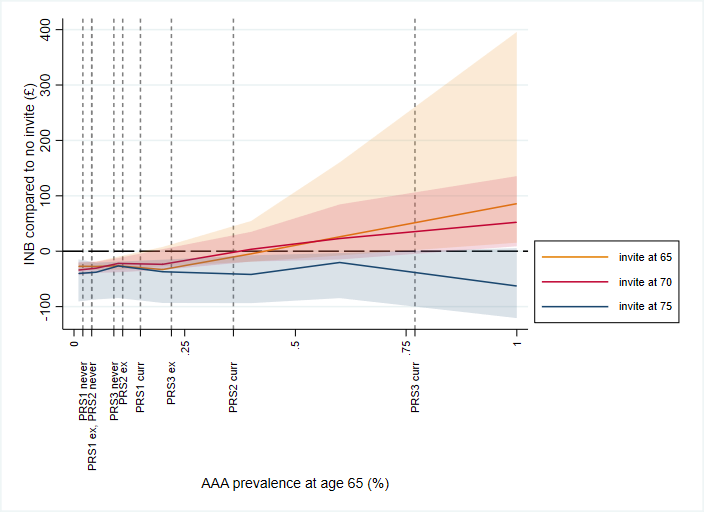 INB compared to no invite (£)
400
300
200
100
0
-100
0
.25
.5
.75
1
PRS1 never
PRS1 ex, PRS2 never
PRS3 never
PRS2 ex
PRS1 curr
PRS3 ex
PRS2 curr
PRS3 curr
AAA prevalence at age 65 (%)
invite at 65
invite at 70
invite at 75